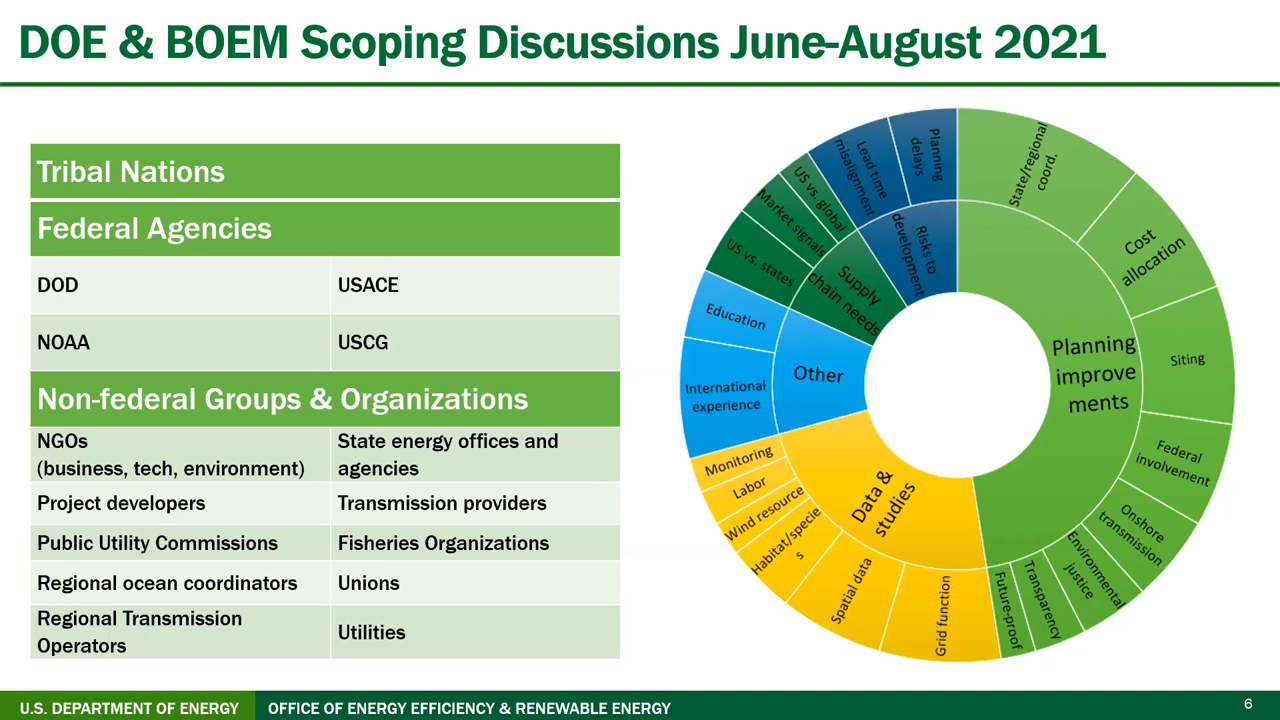 DOE & BOEM Scoping Discussions June-August 2021
Tribal Nations
Federal Agencies
DOD
USACE
NOAA
USCG
Non-federal Groups & Organizations
NGOs
(business, tech, environment)
State energy offices and
agencies
Project developers
Transmission providers
Public Utility Commissions
Fisheries Organizations
Regional ocean coordinators
Unions
Regional Transmission
Operators
Utilities
State/regional
coord.
Cost
allocation
Siting
Federal
involvement
Onshore
transmission
Environmental
justice
Transparency
Future-proof
Planning
improve
ments
Grid function
Spatial data
Habitat/specie
s
Wind resource
Labor
Monitoring
Data &
studies
International
experience
Education
Other
US vs. states
Market signals
US vs. global
Supply
chain needs
Lead time
misalignment
Planning
delays
Risks to
development
U.S. DEPARTMENT OF ENERGY
OFFICE OF ENERGY EFFICIENCY & RENEWABLE ENERGY
6